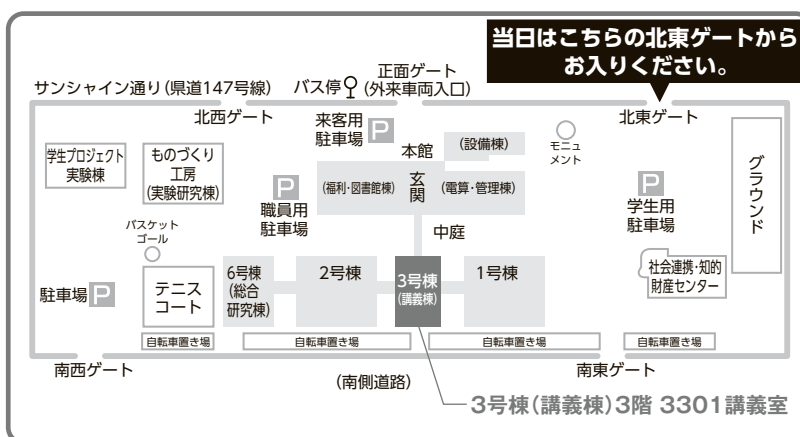 当日はこちらの北東ゲートから
お入りください。
サンシャイン通り(県道147号線)
バス停
正面ゲート
(外来車両入口)
北西ゲート
北東ゲート
来客用
駐車場
P
本館
(設備棟)
モニュ
メント
グラウンド
学生プロジェクト
実験棟
ものづくり
工房
(実験研究棟)
P
職員用
駐車場
(福利・図書館棟)
玄関
(電算・管理棟)
P
学生用
駐車場
バスケット
ゴール
中庭
駐車場
P
テニス
コート
6号棟
(総合
研究棟)
2号棟
3号棟
(講義棟)
1号棟
社会連携・知的
財産センター
自転車置き場
自転車置き場
自転車置き場
自転車置き場
南西ゲート
(南側道路)
南東ゲート
3号棟(講義棟)3階 3301講義室